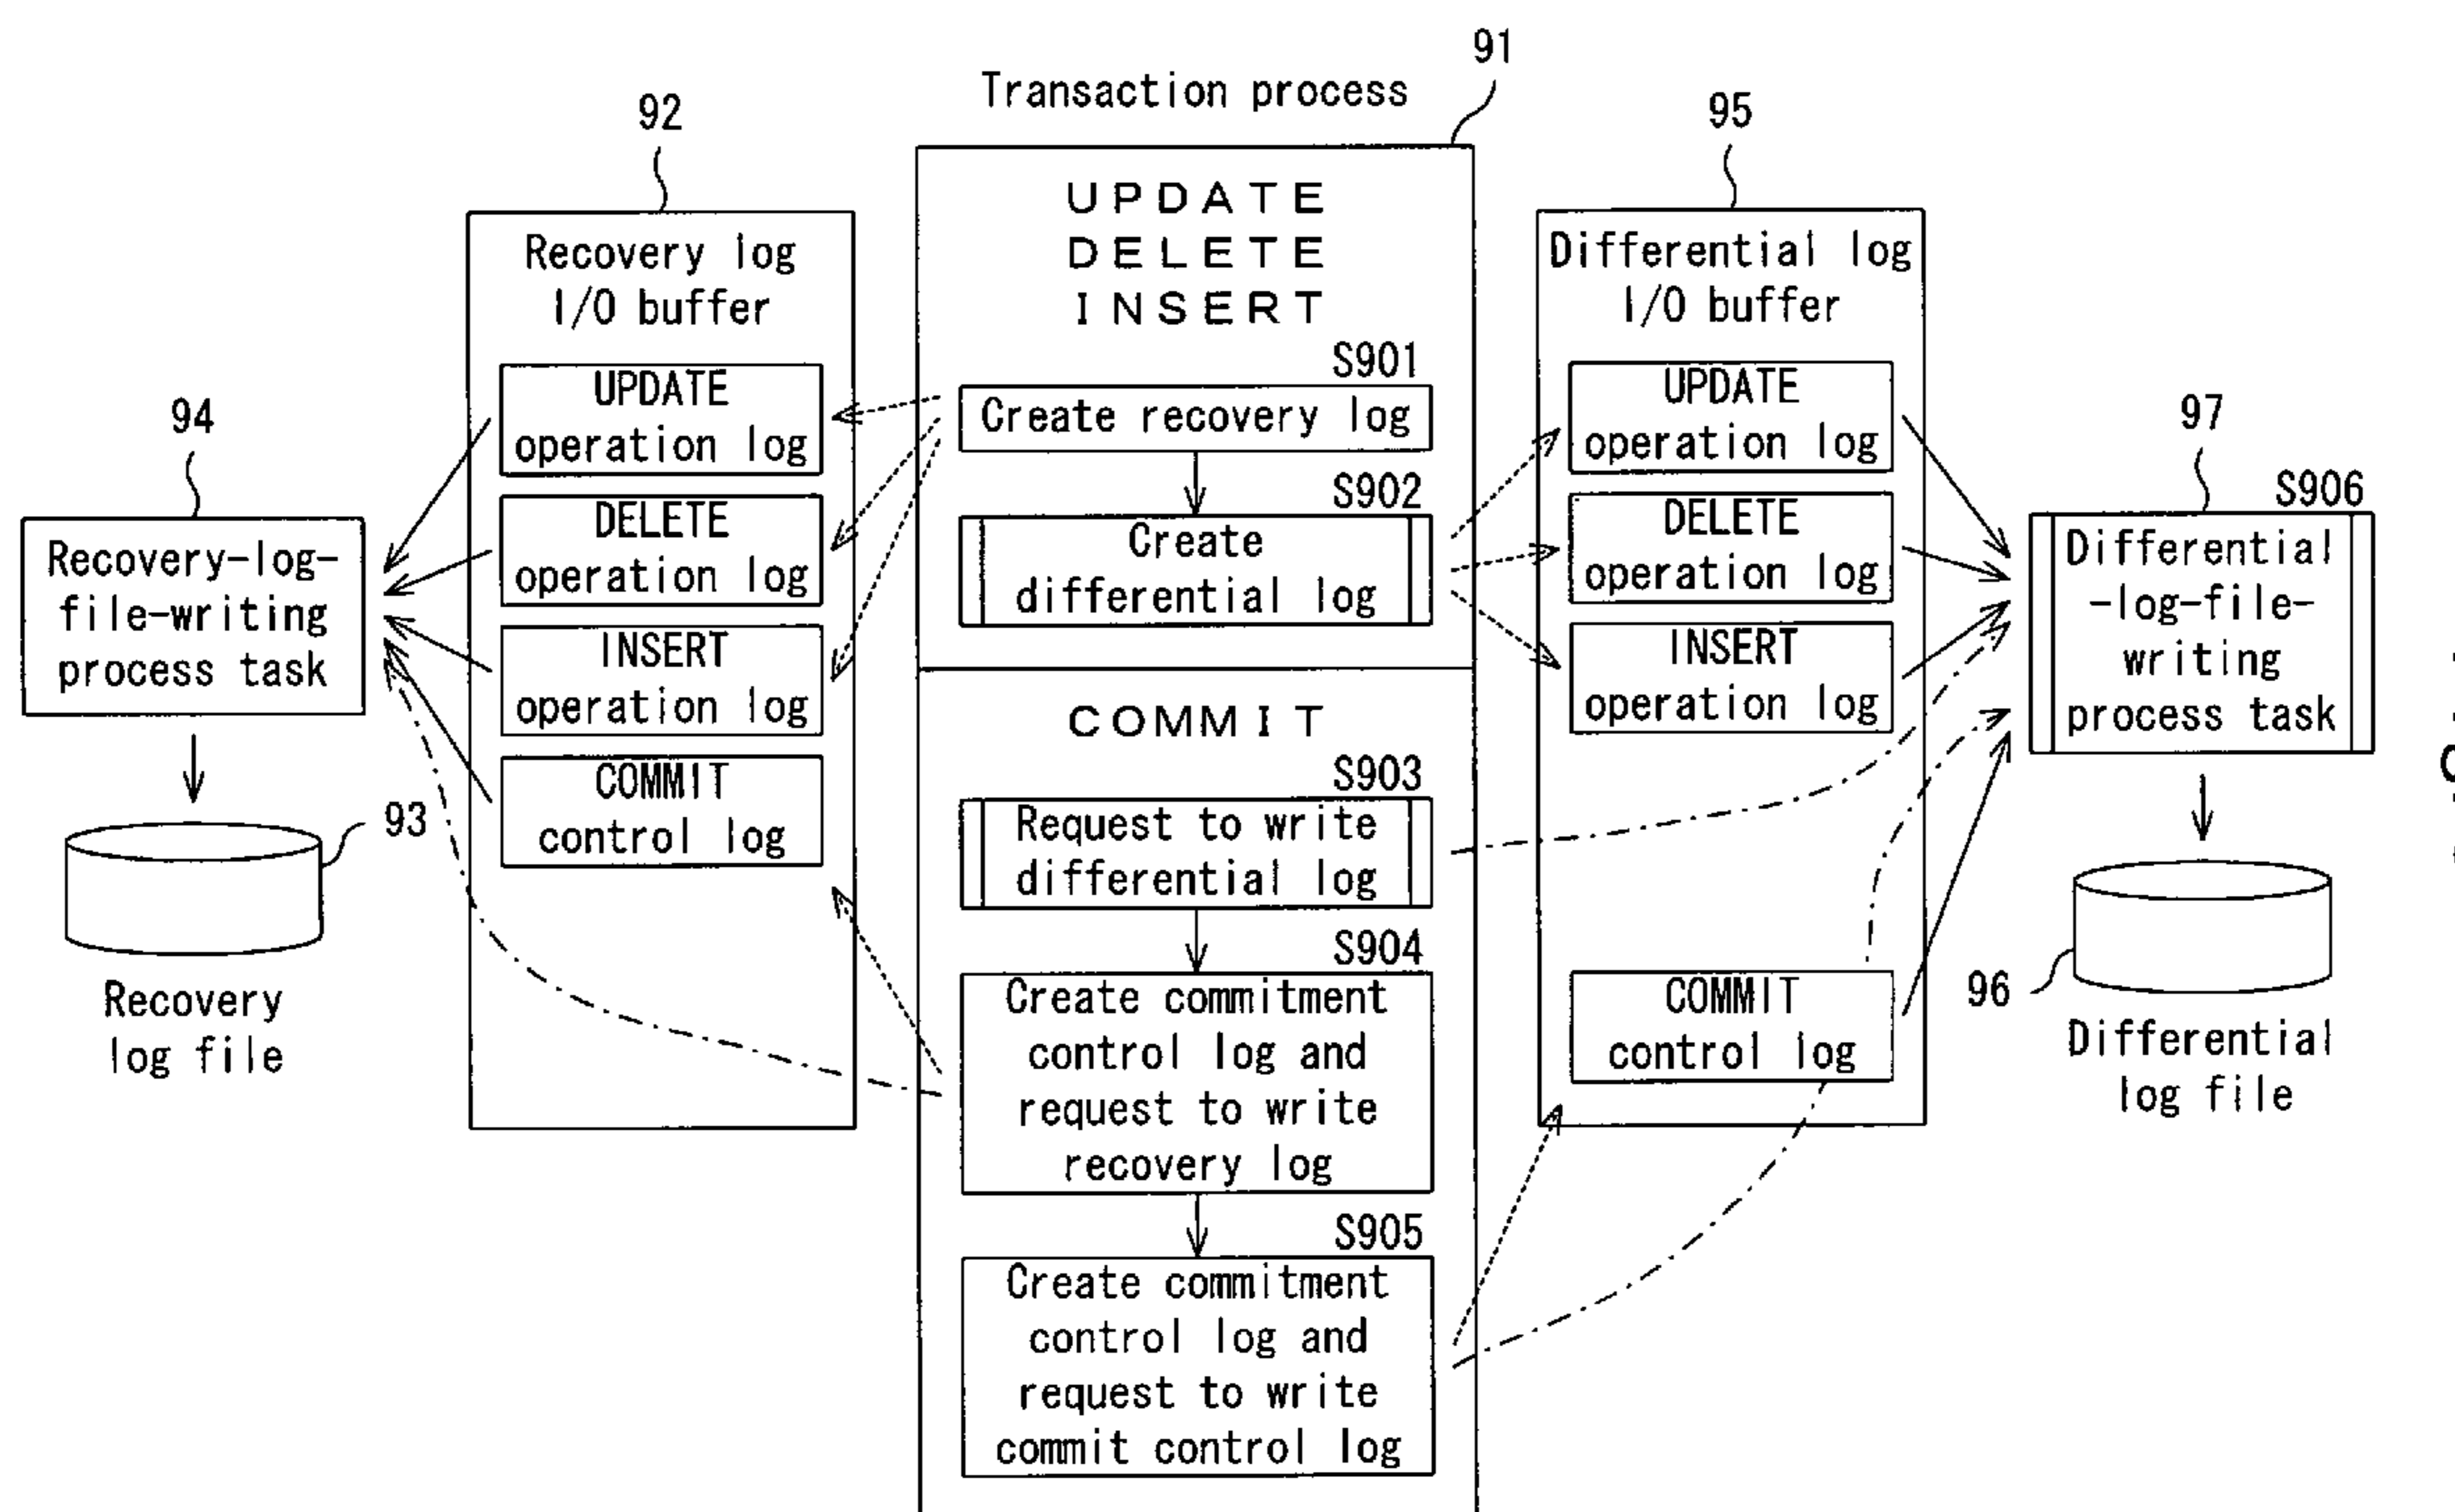 91
Transaction process
92
95
UPDATE
DELETE
INSERT
Recovery log
I/O buffer
Differential log
I/O buffer
S901
Create recovery log
S902
Create
differential log
UPDATE
operation log
DELETE
operation log
INSERT
operation log
COMMIT
control log
UPDATE
operation log
DELETE
operation log
INSERT
operation log
COMMIT
control log
94
Recovery-log-
file-writing
process task
93
Recovery
log file
97
S906
Differential
-log-file-
writing
process task
96
Differential
log file
COMMIT
S903
Request to write
differential log
S904
Create commitment
control log and
request to write
recovery log
S905
Create commitment
control log and
request to write
commit control log